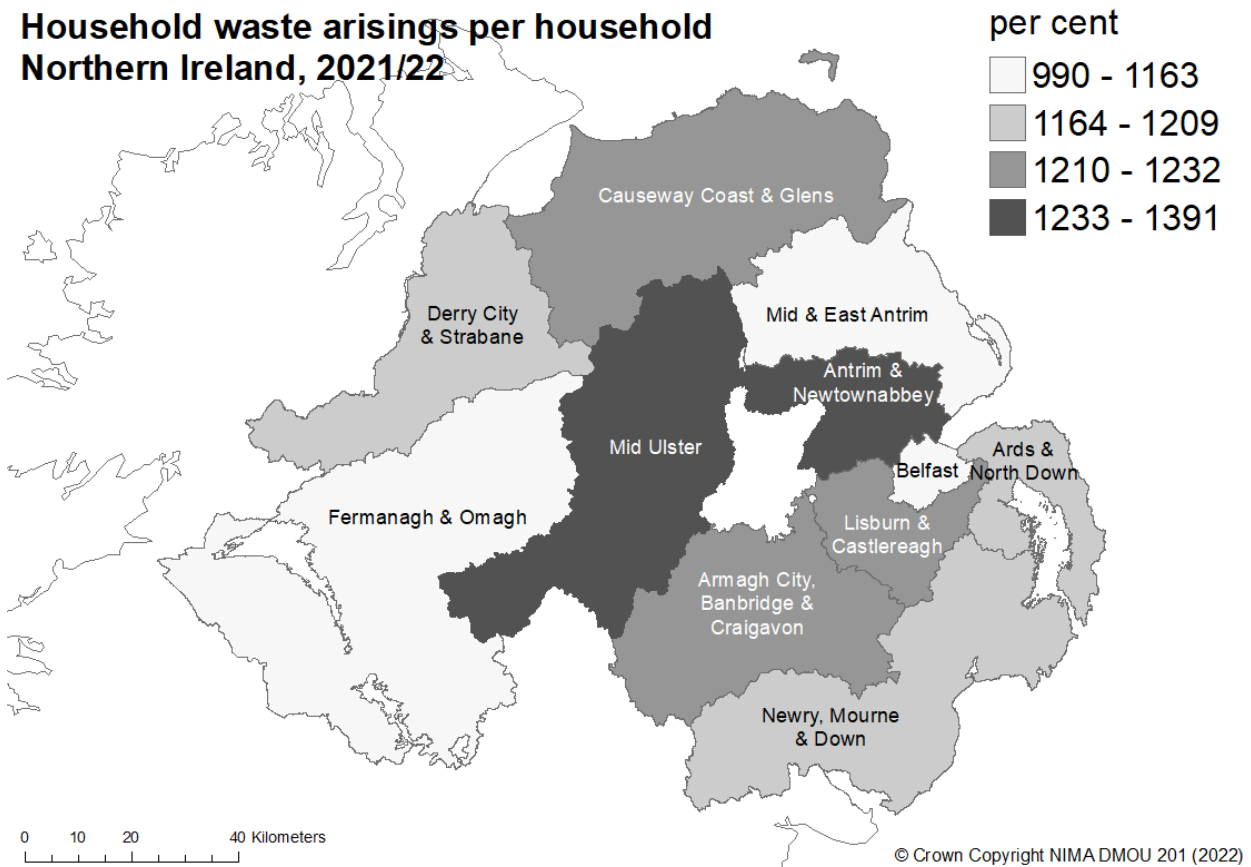 Household waste arisings per household
Northern Ireland, 2021/22
per cent
990 - 1163
1164 - 1209
1210 - 1232
1233 - 1391
Causeway Coast & Glens
Derry City
& Strabane
Mid & East Antrim
Antrim &
Newtownabbey
Mid Ulster
Belfast
Ards &
North Down
Fermanagh & Omagh
Lisburn &
Castlereagh
Armagh City,
Banbridge &
Craigavon
Newry, Mourne
& Down
0 10 20 40 Kilometers
© Crown Copyright NIMA DMOU 201 (2022)